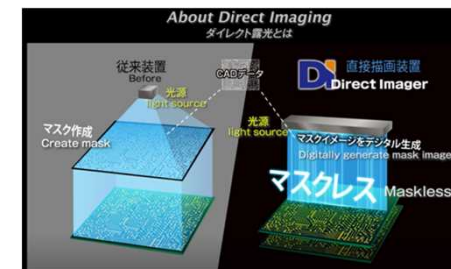 About Direct Imaging
ダイレクト露光とは
従来装置
Before
光源
light source
マスク作成
Create mask
CADデータ
DI
直接描画装置
Direct Imager
光源
light source
マスクイメージをデジタル生成
Digitally generate mask image
マスクレス Maskless